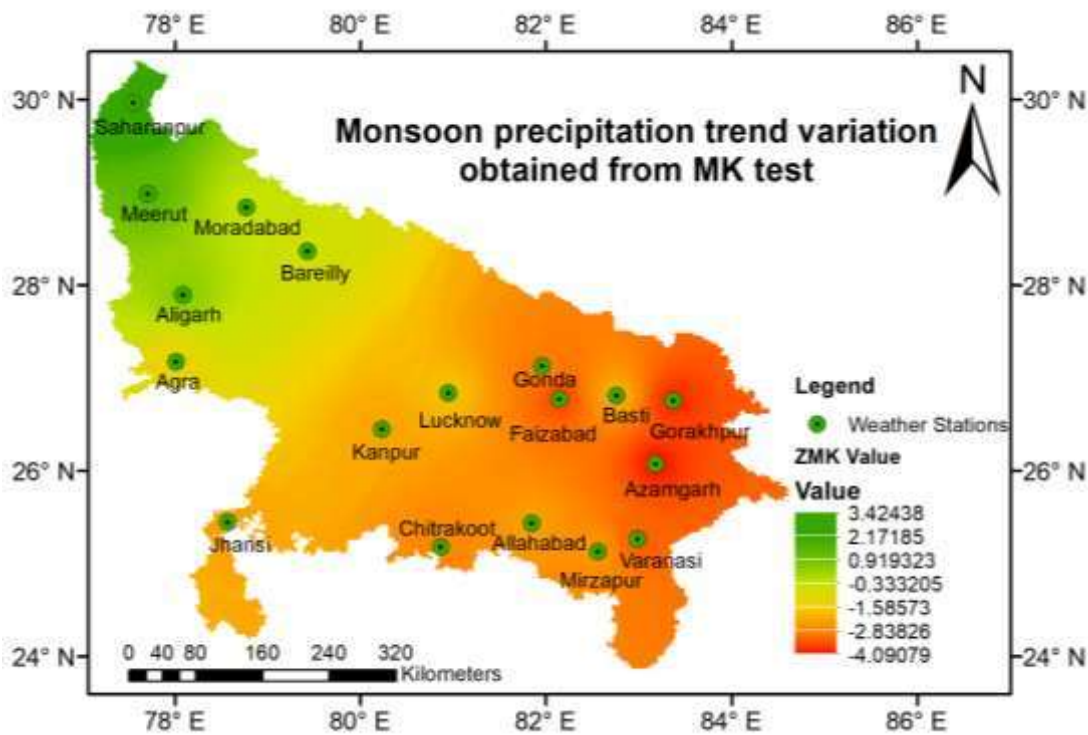 78° E 80° E 82° E 84° E 86° E
N
30° N 30° N
Saharanpur
Monsoon precipitation trend variation
obtained from MK test
Meerut
Moradabad
Bareilly
28° N 28° N
Aligarh
Agra
Gonda
Lucknow
Basti
Faizabad
Gorakhpur
Kanpur
26° N 26° N
Azamgarh
Jhansi
Chitrakoot
Allahabad
Varanasi
Mirzapur
Legend
Weather Stations
ZMK Value
Value
3.42438
2.17185
0.919323
-0.333205
-1.58573
-2.83826
-4.09079
0 40 80 160 240 320
Kilometers
24° N 24° N
78° E 80° E 82° E 84° E 86° E